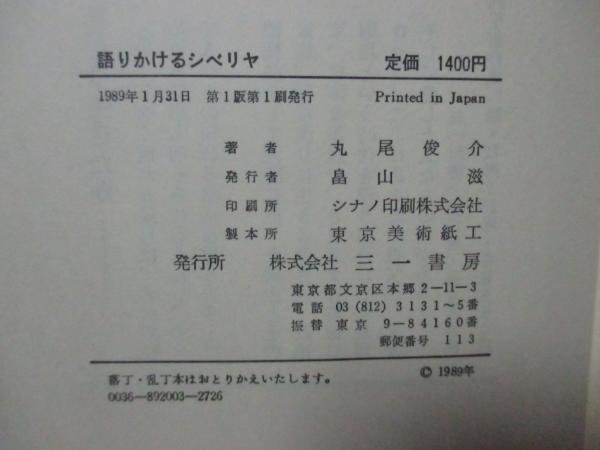 語りかけるシベリヤ 定価 1400円
1989年1月31日 第1版第1刷発行 Printed in Japan
著者 丸尾俊介
発行者 畠山滋
印刷所 シナノ印刷株式会社
製本所 東京美術紙工
発行所 株式会社 三一書房
東京都文京区本郷2―11―3
電話 03(812)3131〜5番
振替 東京 9―84160番
郵便番号 113
落丁・乱丁本はおとりかえいたします。 ©1989年
0036―892003―2726